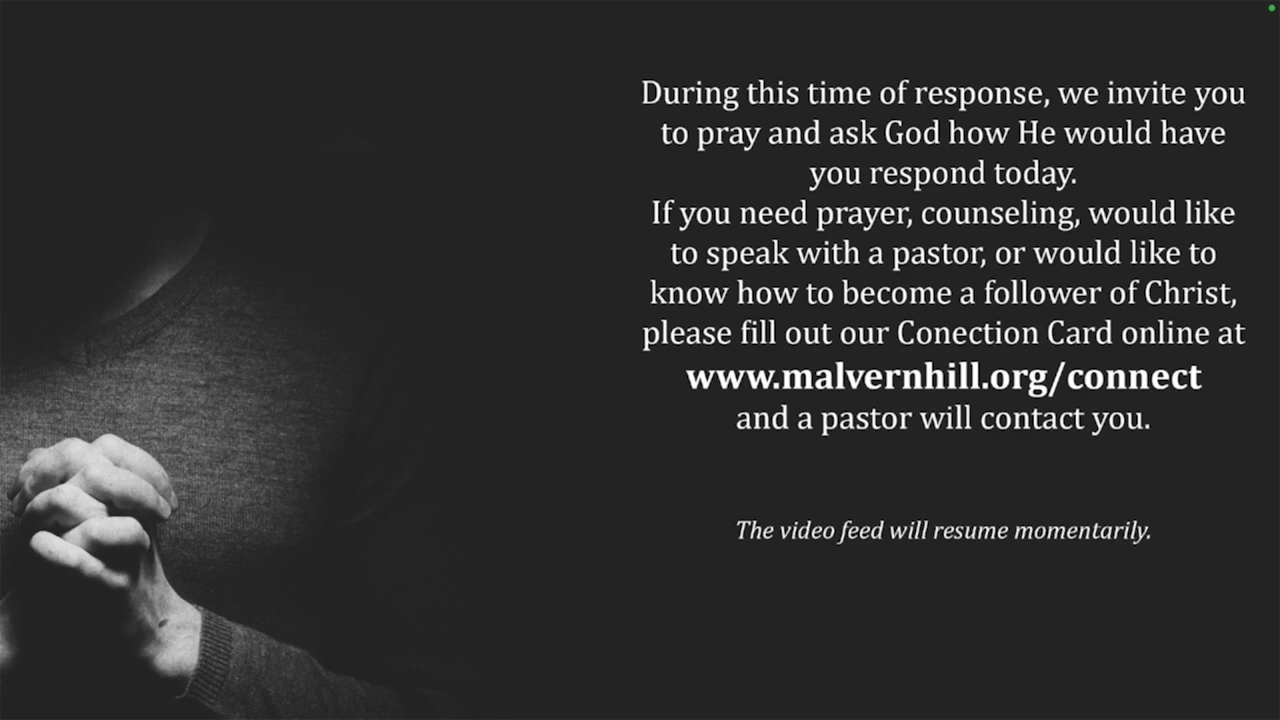 During this time of response, we invite you
to pray and ask God how He would have
you respond today.
If you need prayer, counseling, would like
to speak with a pastor, or would like to
know how to become a follower of Christ,
please fill out our Conection Card online at
www.malvernhill.org/connect
and a pastor will contact you.
The video feed will resume momentarily.